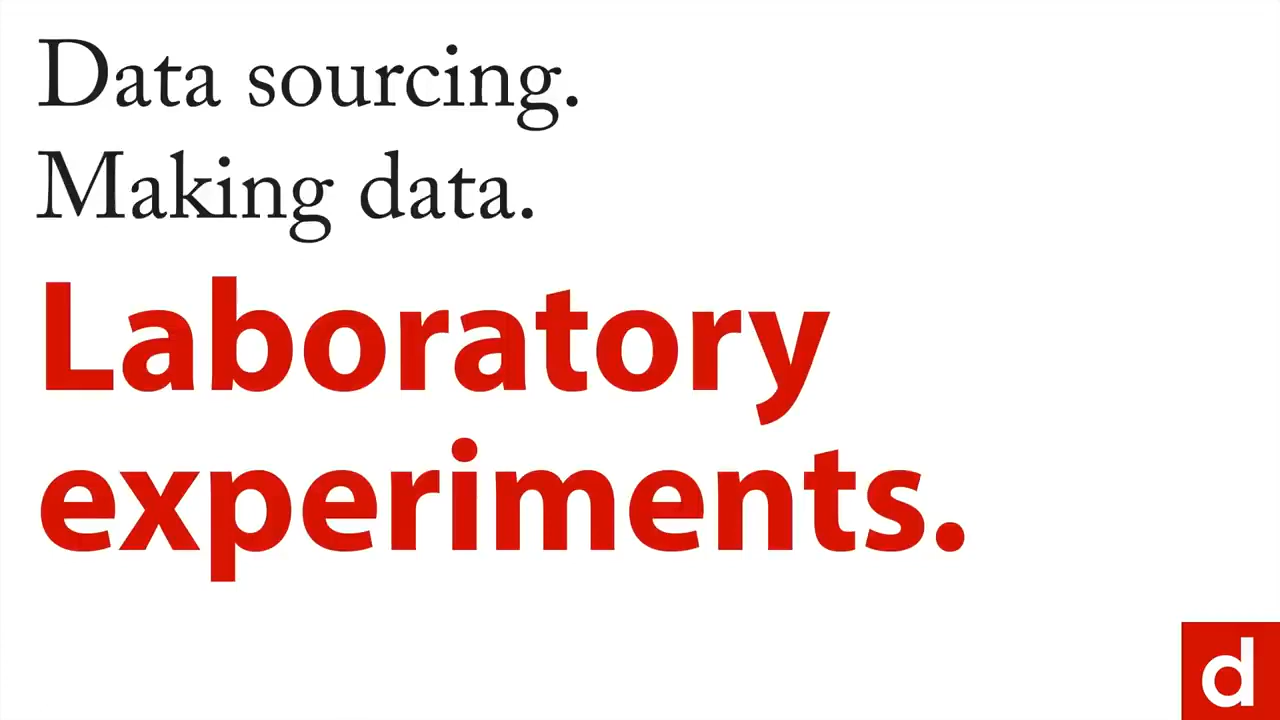 Data sourcing.
Making data.
Laboratory
experiments.
d